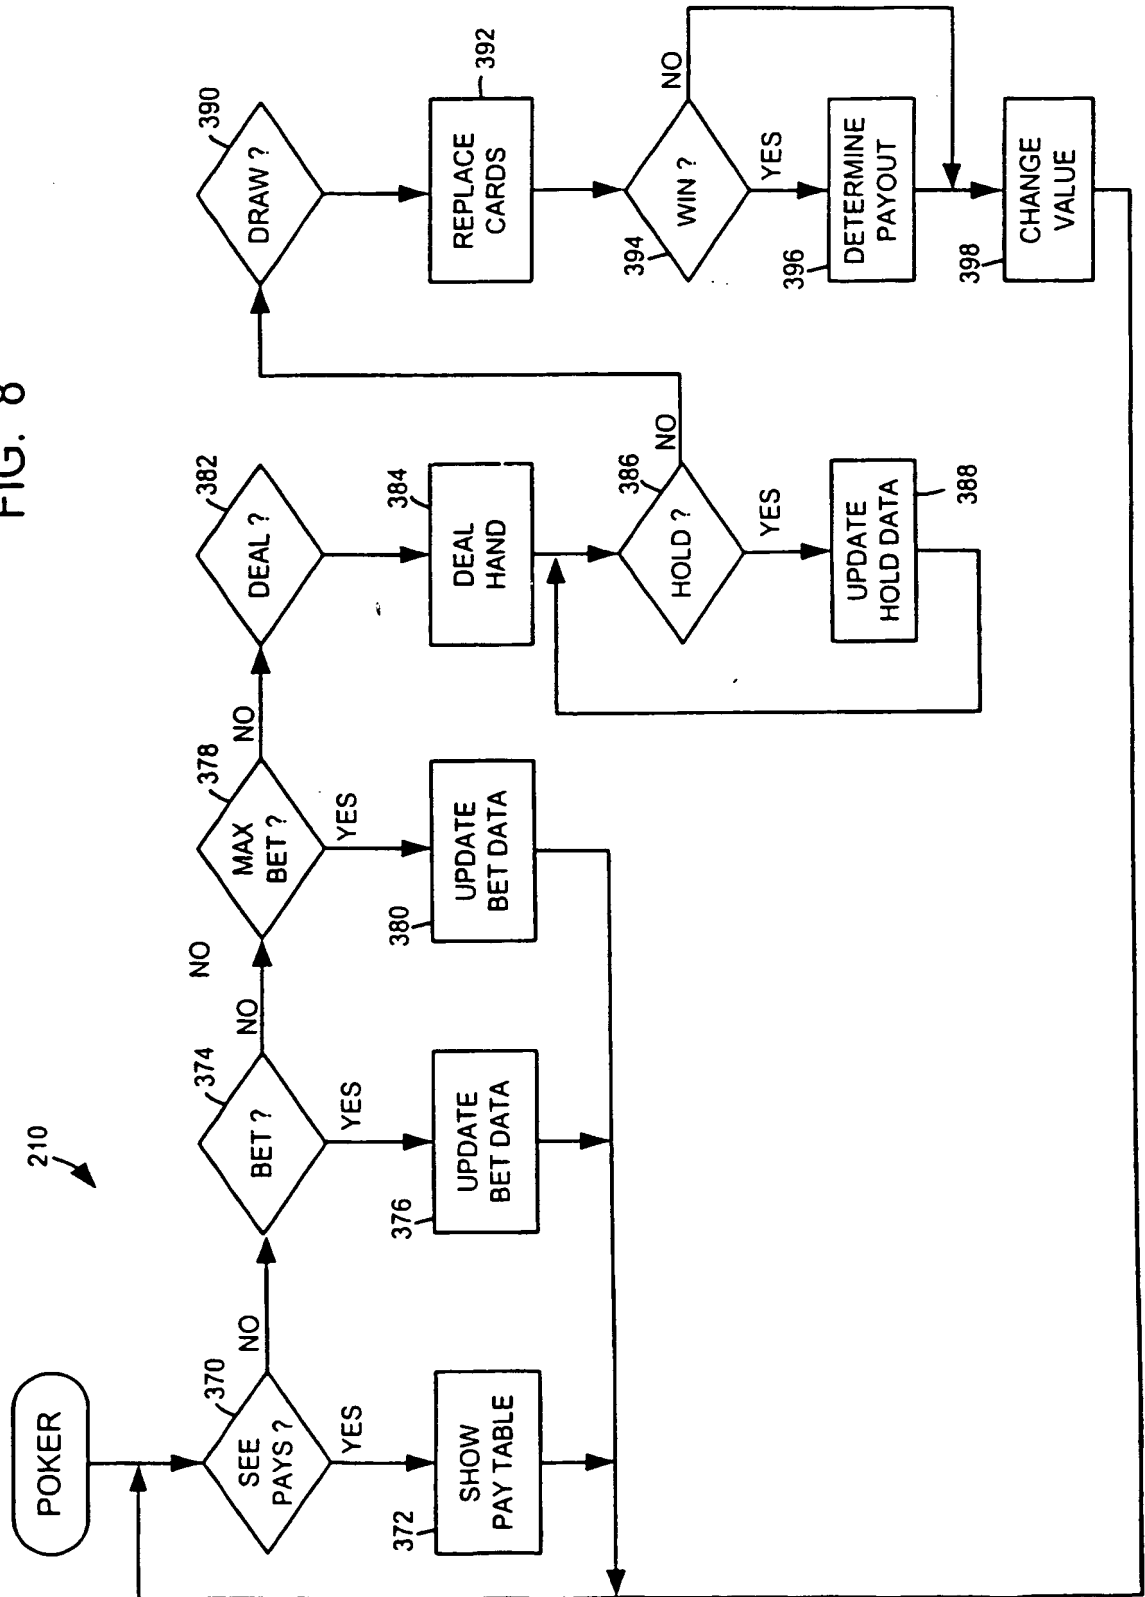 FIG. 8
210
POKER
370
SEE
PAYS ?
NO
YES
372
SHOW
PAY TABLE
374
BET ?
NO
NO
YES
376
UPDATE
BET DATA
378
MAX
BET ?
NO
YES
380
UPDATE
BET DATA
382
DEAL ?
384
DEAL
HAND
386
HOLD ?
NO
YES
388
UPDATE
HOLD DATA
390
DRAW ?
392
REPLACE
CARDS
394
WIN ?
NO
YES
396
DETERMINE
PAYOUT
398
CHANGE
VALUE